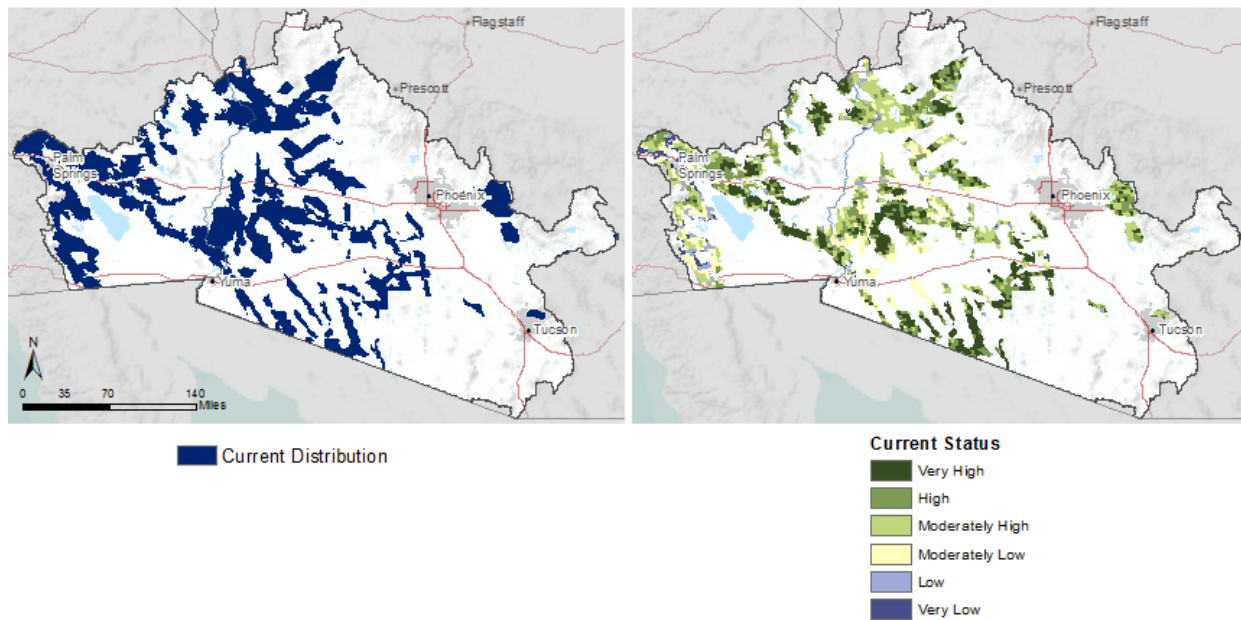 Flagstaff
Prescott
Palm
Springs
Phoenix
Yuma
Tucson
N
0 35 70 140
Miles
Current Distribution
Flagstaff
Prescott
Palm
Springs
Phoenix
Yuma
Tucson
Current Status
Very High
High
Moderately High
Moderately Low
Low
Very Low